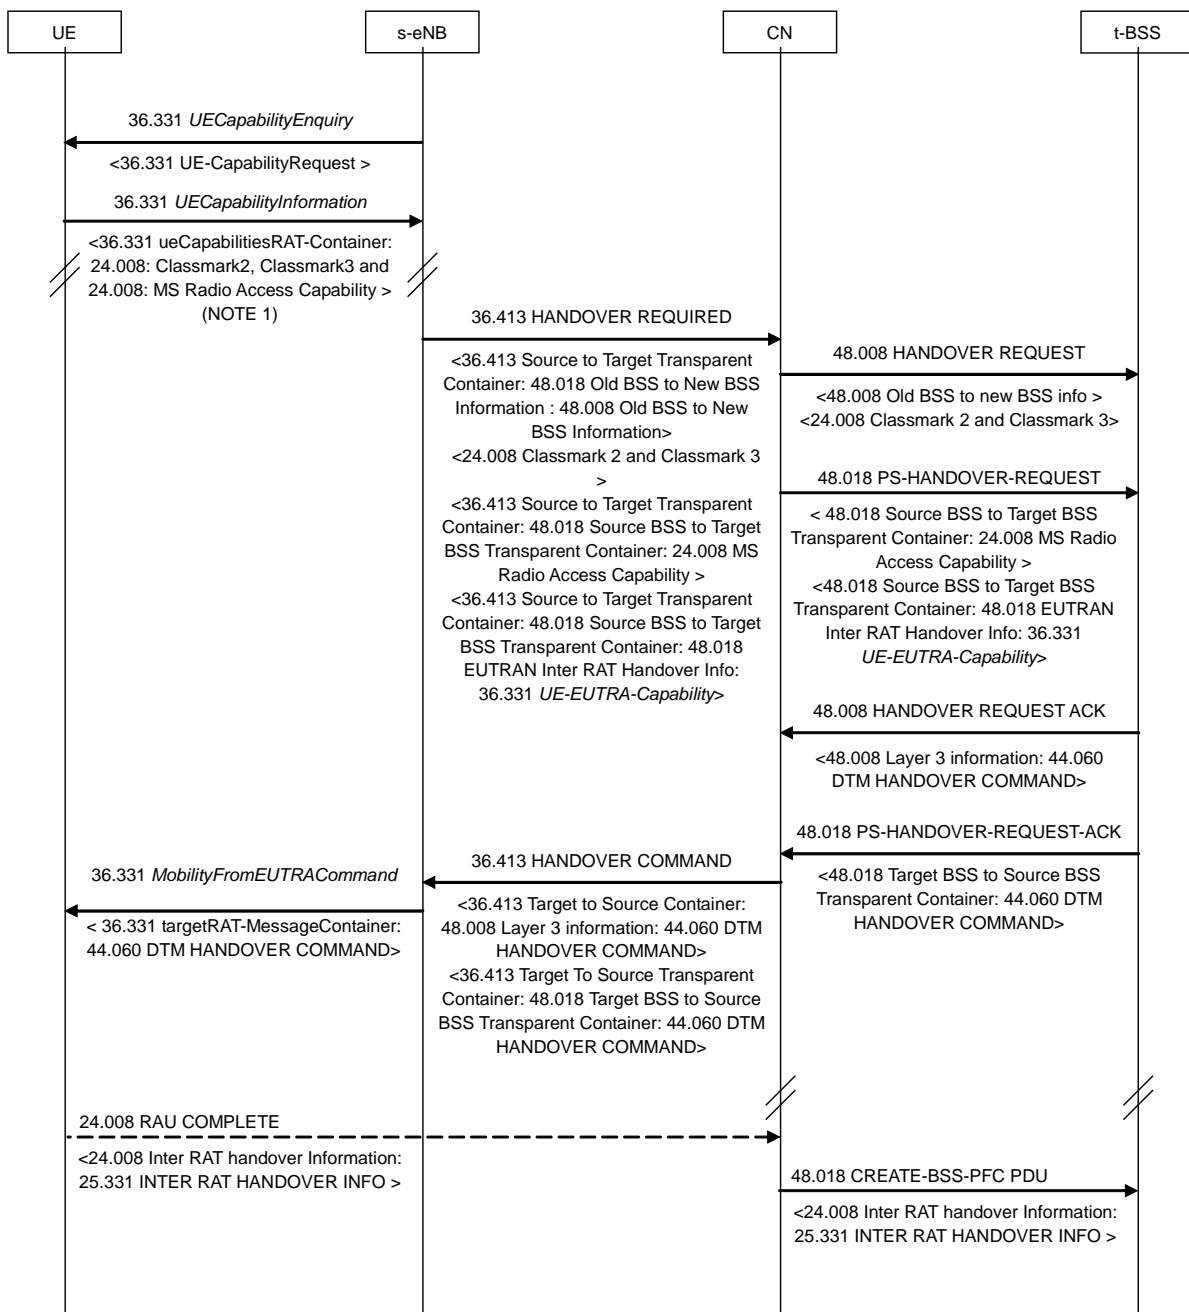 UE
s-eNB
CN
t-BSS
36.331 UECapabilityEnquiry
<36.331 UE-CapabilityRequest >
36.331 UECapabilityInformation
<36.331 ueCapabilitiesRAT-Container:
24.008: Classmark2, Classmark3 and
24.008: MS Radio Access Capability >
(NOTE 1)
36.413 HANDOVER REQUIRED
<36.413 Source to Target Transparent
Container: 48.018 Old BSS to New BSS
Information : 48.008 Old BSS to New
BSS Information>
<24.008 Classmark 2 and Classmark 3
>
<36.413 Source to Target Transparent
Container: 48.018 Source BSS to Target
BSS Transparent Container: 24.008 MS
Radio Access Capability >
<36.413 Source to Target Transparent
Container: 48.018 Source BSS to Target
BSS Transparent Container: 48.018
EUTRAN Inter RAT Handover Info:
36.331 UE-EUTRA-Capability>
48.008 HANDOVER REQUEST
<48.008 Old BSS to new BSS info >
<24.008 Classmark 2 and Classmark 3>
48.018 PS-HANDOVER-REQUEST
< 48.018 Source BSS to Target BSS
Transparent Container: 24.008 MS Radio
Access Capability >
<48.018 Source BSS to Target BSS
Transparent Container: 48.018 EUTRAN
Inter RAT Handover Info: 36.331
UE-EUTRA-Capability>
48.008 HANDOVER REQUEST ACK
<48.008 Layer 3 information: 44.060
DTM HANDOVER COMMAND>
48.018 PS-HANDOVER-REQUEST-ACK
<48.018 Target BSS to Source BSS
Transparent Container: 44.060 DTM
HANDOVER COMMAND>
36.413 HANDOVER COMMAND
<36.413 Target to Source Container:
48.008 Layer 3 information: 44.060 DTM
HANDOVER COMMAND>
<36.413 Target To Source Transparent
Container: 48.018 Target BSS to Source
BSS Transparent Container: 44.060 DTM
HANDOVER COMMAND>
36.331 MobilityFromEUTRACommand
< 36.331 targetRAT-MessageContainer:
44.060 DTM HANDOVER COMMAND>
24.008 RAU COMPLETE
<24.008 Inter RAT handover Information:
25.331 INTER RAT HANDOVER INFO >
48.018 CREATE-BSS-PFC PDU
<24.008 Inter RAT handover Information:
25.331 INTER RAT HANDOVER INFO >